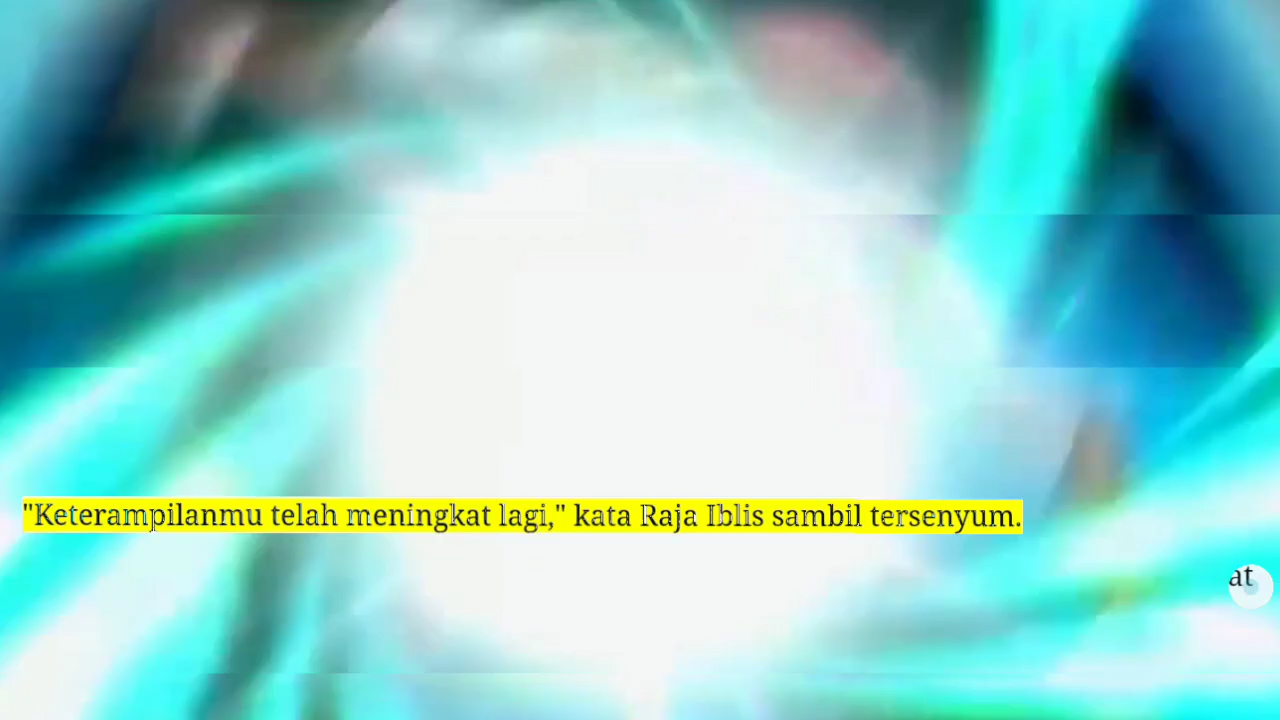 "Keterampilanmu telah meningkat lagi," kata Raja Iblis sambil tersenyum.
at